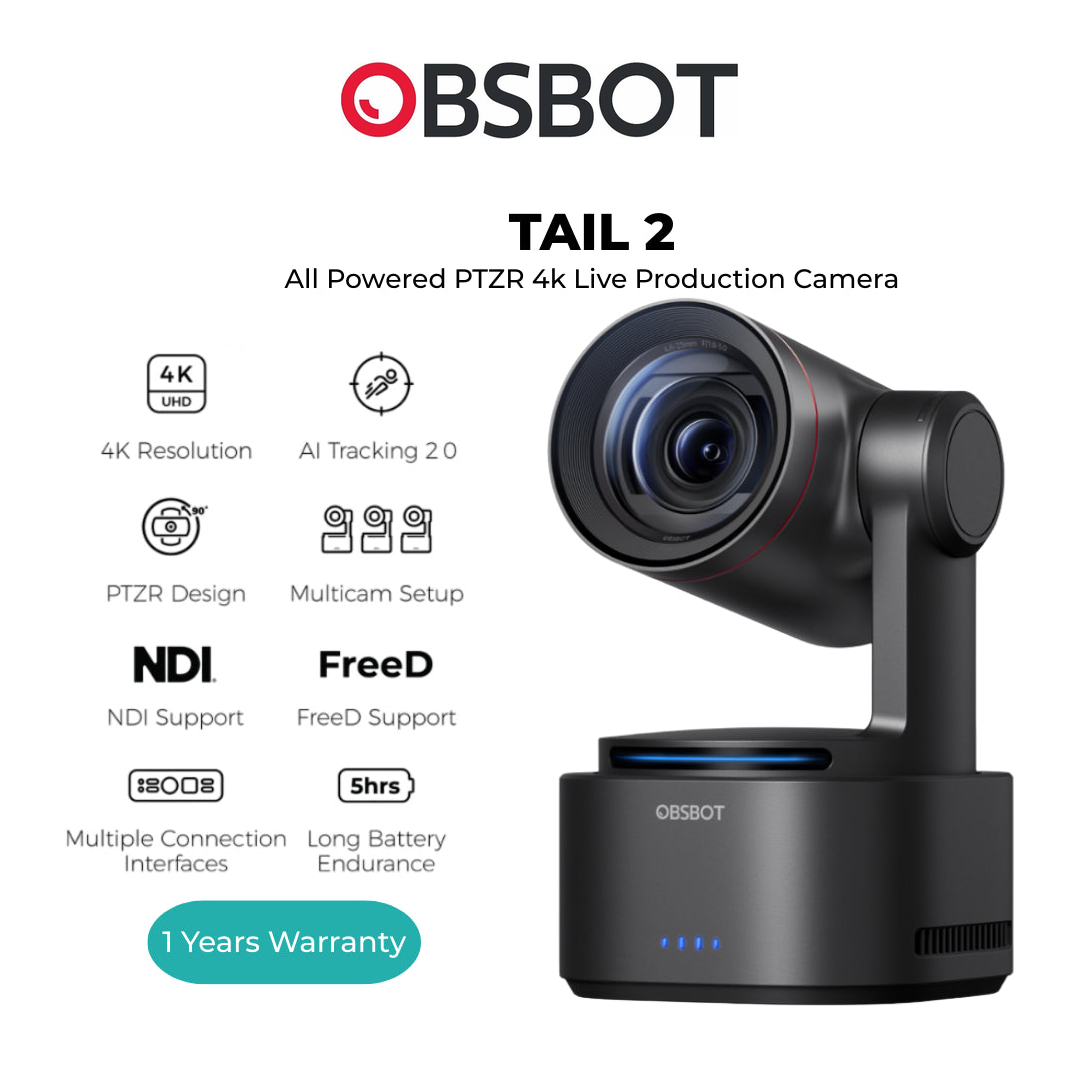 OBSBOT
TAIL 2
All Powered PTZR 4k Live Production Camera
4K
UHD
4K Resolution
AI Tracking 2 0
90°
PTZR Design
Multicam Setup
NDI
NDI Support
FreeD
FreeD Support
Multiple Connection
Interfaces
5hrs
Long Battery
Endurance
1 Years Warranty
OBSBOT
OBSBOT